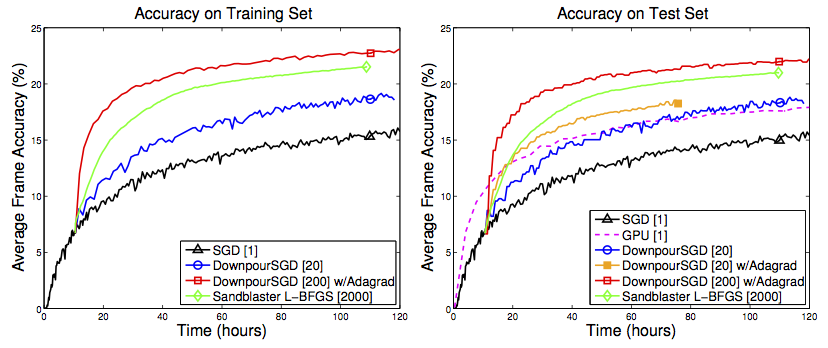 Accuracy on Training Set
Average Frame Accuracy (%)
25
20
15
10
5
0
0 20 40 60 80 100 120
Time (hours)
SGD [1]
DownpourSGD [20]
DownpourSGD [200] w/Adagrad
Sandblaster L−BFGS [2000]
Accuracy on Test Set
Average Frame Accuracy (%)
25
20
15
10
5
0
0 20 40 60 80 100 120
Time (hours)
SGD [1]
GPU [1]
DownpourSGD [20]
DownpourSGD [20] w/Adagrad
DownpourSGD [200] w/Adagrad
Sandblaster L−BFGS [2000]